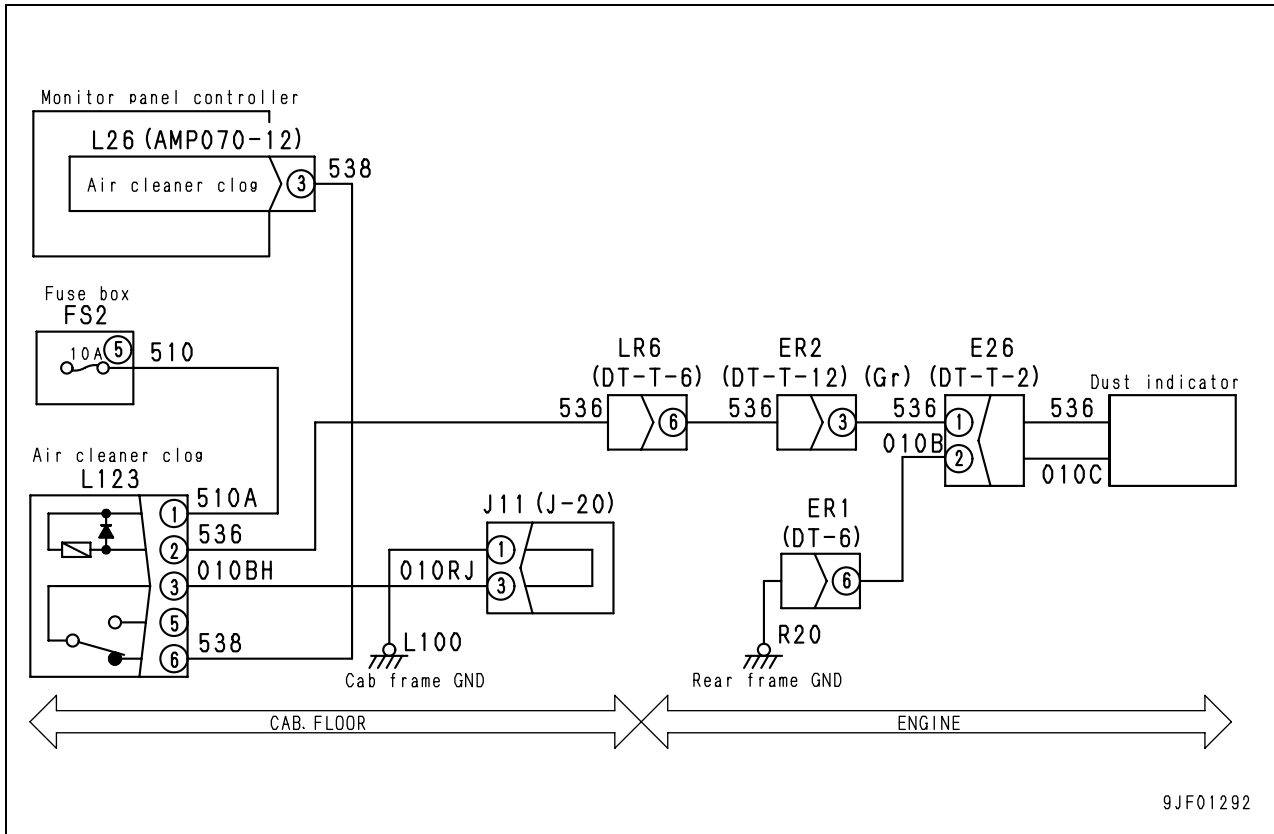 Monitor panel controller
L26 (AMP070-12)
Air cleaner clog
3
538
Fuse box
FS2
10A
5
510
LR6
(DT-T-6)
ER2
(DT-T-12)
(Gr)
E26
(DT-T-2)
Dust indicator
536
6
536
3
536
1
536
010B
2
010C
Air cleaner clog
L123
510A
1
536
2
010BH
3
5
538
6
J11 (J-20)
1
010RJ
3
ER1
(DT-6)
6
L100
Cab frame GND
R20
Rear frame GND
CAB. FLOOR
ENGINE
9JF01292